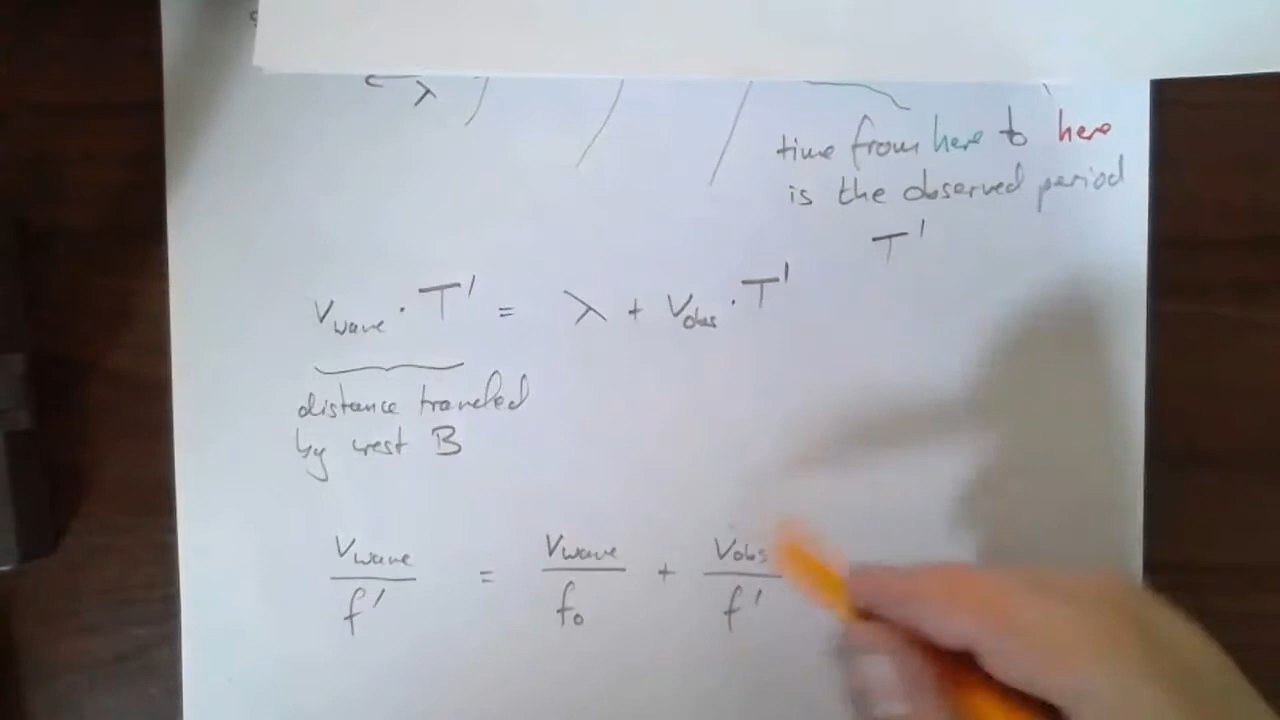 λ
time from here to here
is the observed period
T'
v_wave · T' = λ + v_obs · T'
distance traveled
by crest B
v_wave / f' = v_wave / f₀ + v_obs / f'